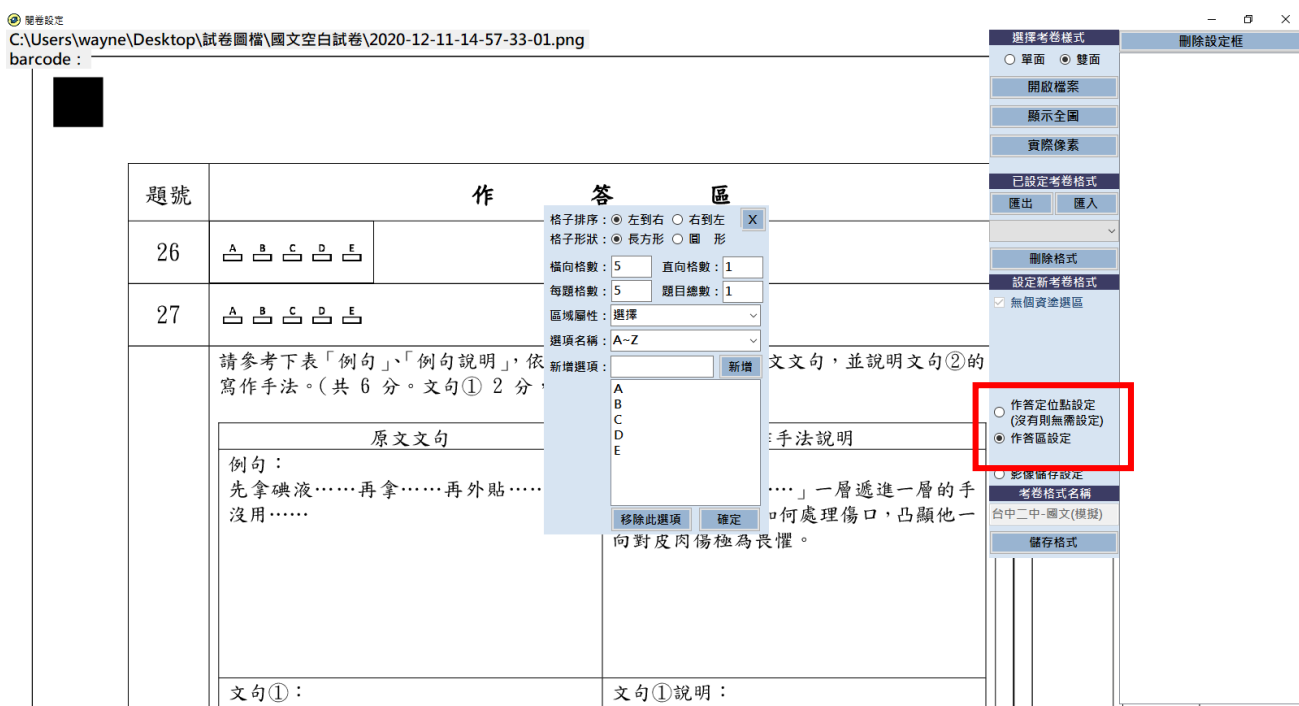 閱卷設定
C:\Users\wayne\Desktop\試卷圖檔\國文空白試卷\2020-12-11-14-57-33-01.png
barcode：
題號
作 答 區
26
A B C D E
27
A B C D E
請參考下表「例句」、「例句說明」，依
文文句，並說明文句②的
寫作手法。(共 6 分。文句① 2 分，
原文文句
手法說明
例句：
先拿碘液……再拿……再外貼……
沒用……
…」一層遞進一層的手
如何處理傷口，凸顯他一
向對皮肉傷極為畏懼。
文句①：
文句①說明：
格子排序：左到右 右到左 X
格子形狀：長方形 圓 形
橫向格數：5 直向格數：1
每題格數：5 題目總數：1
區域屬性：選擇
選項名稱：A~Z
新增選項： 新增
A
B
C
D
E
移除此選項 確定
選擇考卷樣式
單面 雙面
開啟檔案
顯示全圖
實際像素
已設定考卷格式
匯出 匯入
刪除格式
設定新考卷格式
無個資塗選區
作答定位點設定
(沒有則無需設定)
作答區設定
影像儲存設定
考卷格式名稱
台中二中-國文(模擬)
儲存格式
刪除設定框